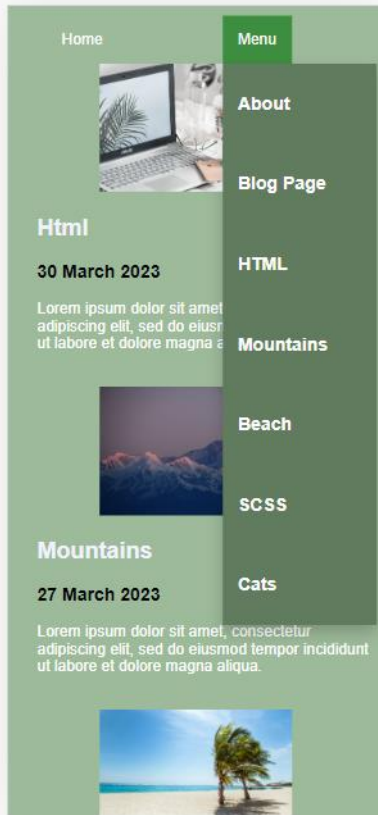 Home
Menu
About
Blog Page
HTML
Mountains
Beach
SCSS
Cats
Html
30 March 2023
Lorem ipsum dolor sit amet
adipiscing elit, sed do
ut labore et dolore magna
Mountains
27 March 2023
Lorem ipsum dolor sit amet, consectetur
adipiscing elit, sed do eiusmod tempor incididunt
ut labore et dolore magna aliqua.